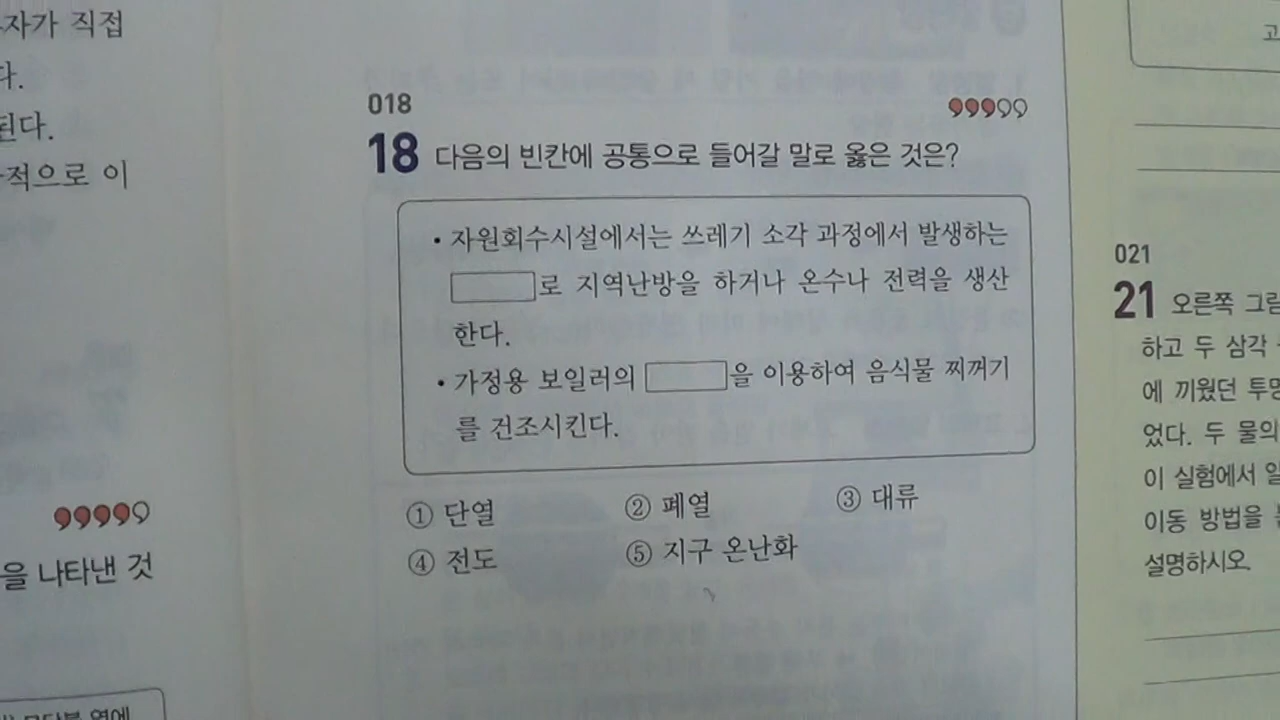 자가 직접
다.
된다.
적으로 이
을 나타낸 것
018
18 다음의 빈칸에 공통으로 들어갈 말로 옳은 것은?
• 자원회수시설에서는 쓰레기 소각 과정에서 발생하는
로 지역난방을 하거나 온수나 전력을 생산
한다.
• 가정용 보일러의 을 이용하여 음식물 찌꺼기
를 건조시킨다.
① 단열 ② 폐열 ③ 대류
④ 전도 ⑤ 지구 온난화
고
021
21 오른쪽 그림
하고 두 삼각
에 끼웠던 투명
었다. 두 물의
이 실험에서 알
이동 방법을
설명하시오.